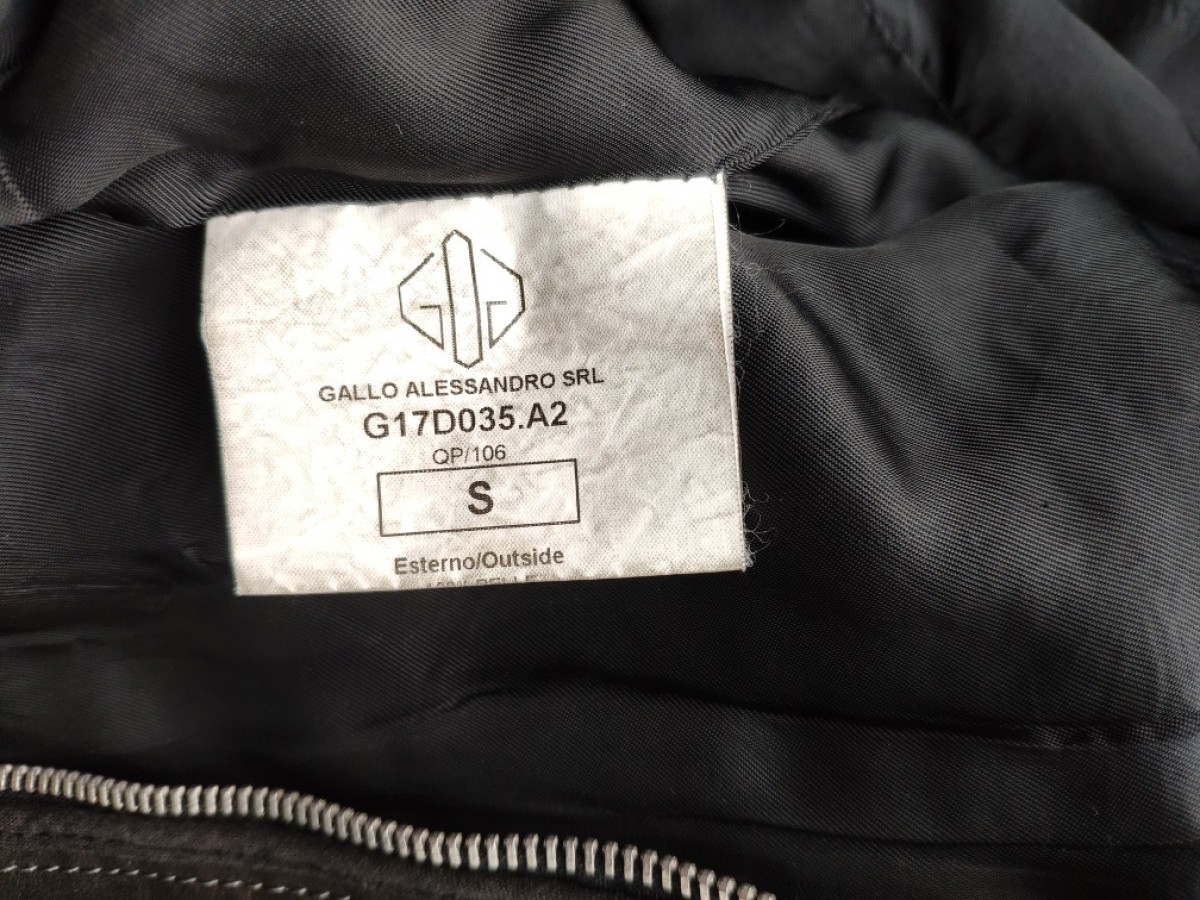 GALLO ALESSANDRO SRL
G17D035.A2
QP/106
S
Esterno/Outside